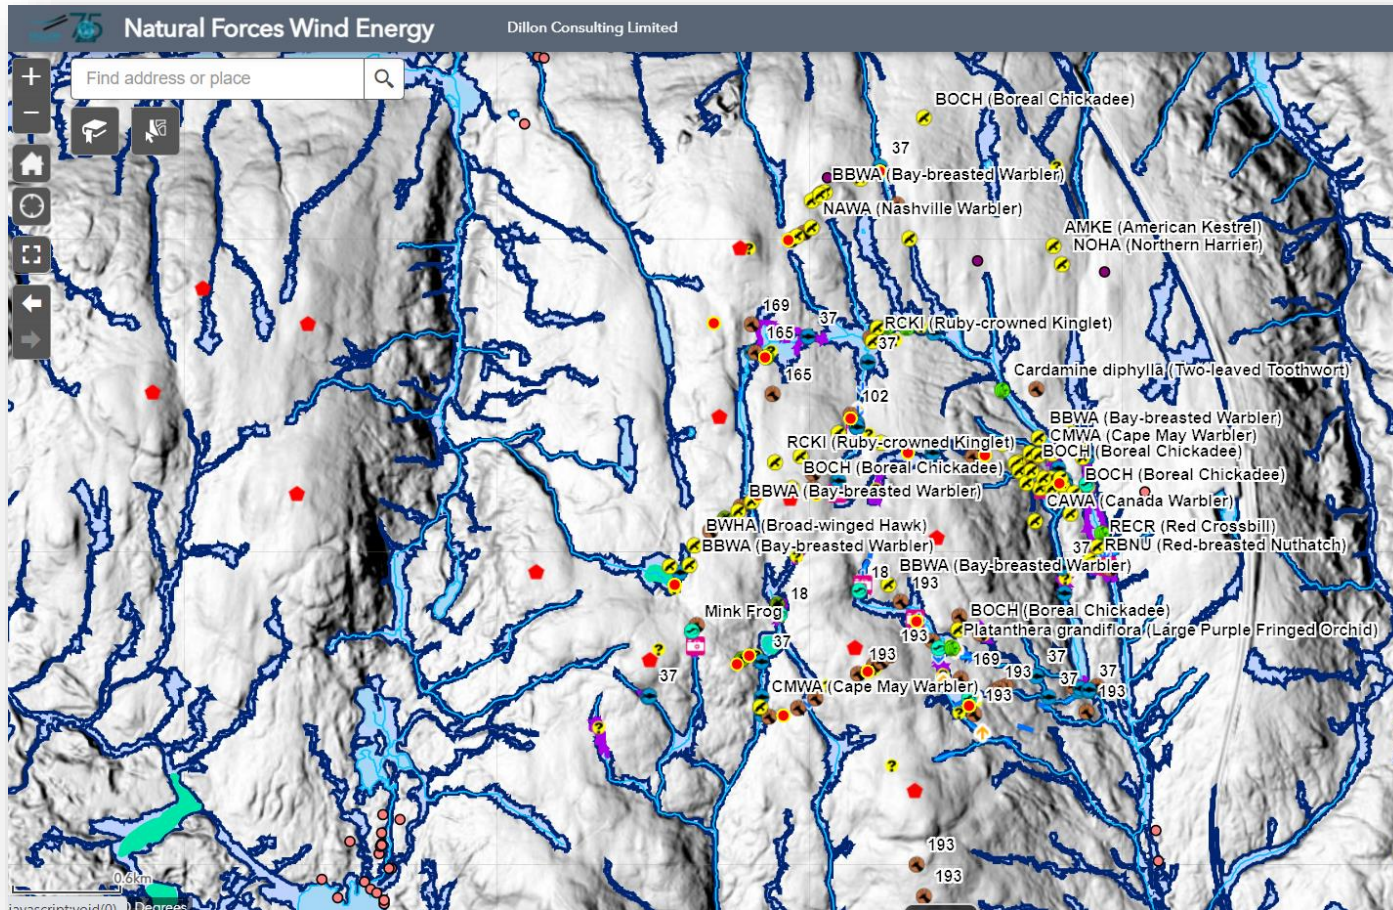 75 Natural Forces Wind Energy Dillon Consulting Limited
+
Find address or place
−
BOCH (Boreal Chickadee)
37
BBWA (Bay-breasted Warbler)
NAWA (Nashville Warbler)
AMKE (American Kestrel)
NOHA (Northern Harrier)
?
169
37
RCKI (Ruby-crowned Kinglet)
165
37
165
Cardamine diphylla (Two-leaved Toothwort)
102
BBWA (Bay-breasted Warbler)
CMWA (Cape May Warbler)
RCKI (Ruby-crowned Kinglet)
BOCH (Boreal Chickadee)
BOCH (Boreal Chickadee)
BOCH (Boreal Chickadee)
BBWA (Bay-breasted Warbler)
CAWA (Canada Warbler)
BWHA (Broad-winged Hawk)
RECR (Red Crossbill)
BBWA (Bay-breasted Warbler)
37
RBNU (Red-breasted Nuthatch)
BBWA (Bay-breasted Warbler)
18
193
18
Mink Frog
BOCH (Boreal Chickadee)
193
Platanthera grandiflora (Large Purple Fringed Orchid)
?
37
193
169
37
37
193
37
37
CMWA (Cape May Warbler)
193
193
?
?
193
193
0.6km
javascript:void(0)
Degrees